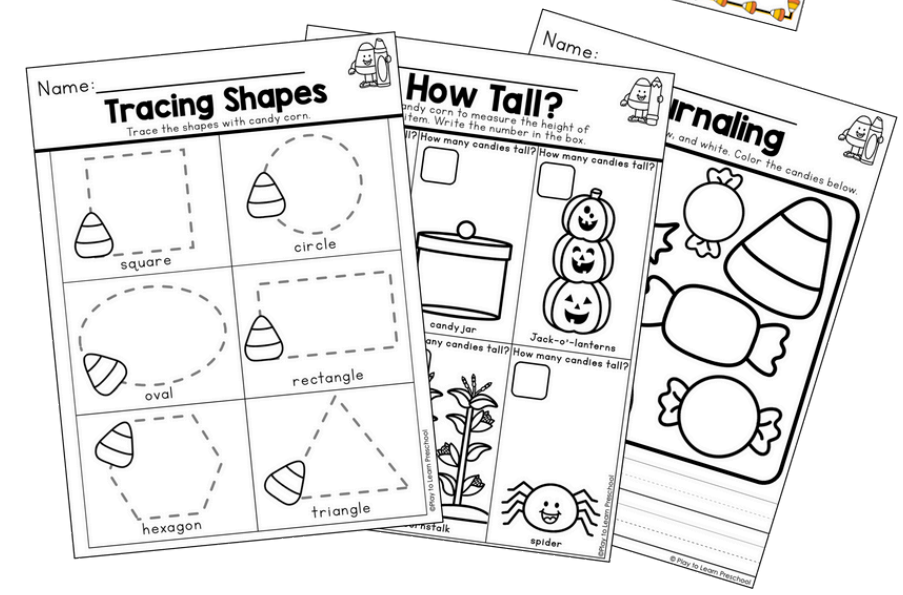 Name:
Tracing Shapes
Trace the shapes with candy corn.
square
circle
oval
rectangle
hexagon
triangle
©Play to Learn Preschool
How Tall?
candy corn to measure the height of
item. Write the number in the box.
How many candies tall?
How many candies tall?
candy jar
Jack-o'-lanterns
many candies tall?
How many candies tall?
spider
©Play to Learn Preschool
Name:
and white. Color the candies below.
© Play to Learn Preschool